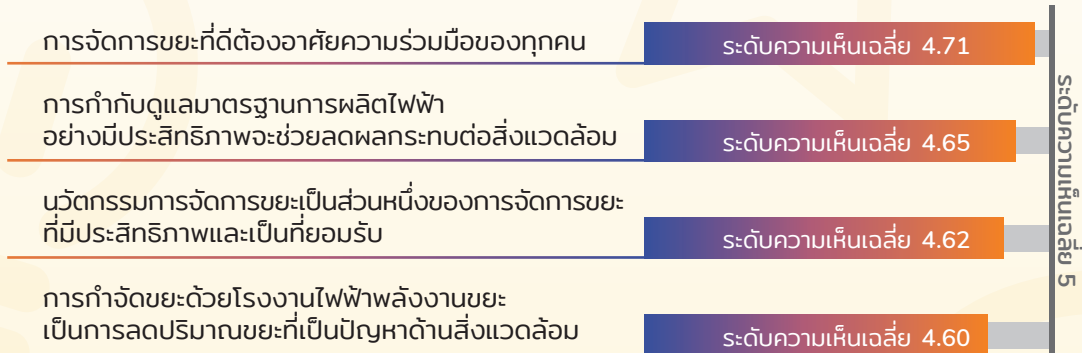 การจัดการขยะที่ดีต้องอาศัยความร่วมมือของทุกคน
ระดับความเห็นเฉลี่ย 4.71
การกำกับดูแลมาตรฐานการผลิตไฟฟ้า
อย่างมีประสิทธิภาพจะช่วยลดผลกระทบต่อสิ่งแวดล้อม
ระดับความเห็นเฉลี่ย 4.65
นวัตกรรมการจัดการขยะเป็นส่วนหนึ่งของการจัดการขยะ
ที่มีประสิทธิภาพและเป็นที่ยอมรับ
ระดับความเห็นเฉลี่ย 4.62
การกำจัดขยะด้วยโรงงานไฟฟ้าพลังงานขยะ
เป็นการลดปริมาณขยะที่เป็นปัญหาด้านสิ่งแวดล้อม
ระดับความเห็นเฉลี่ย 4.60
ระดับความเห็นเฉลี่ย 5